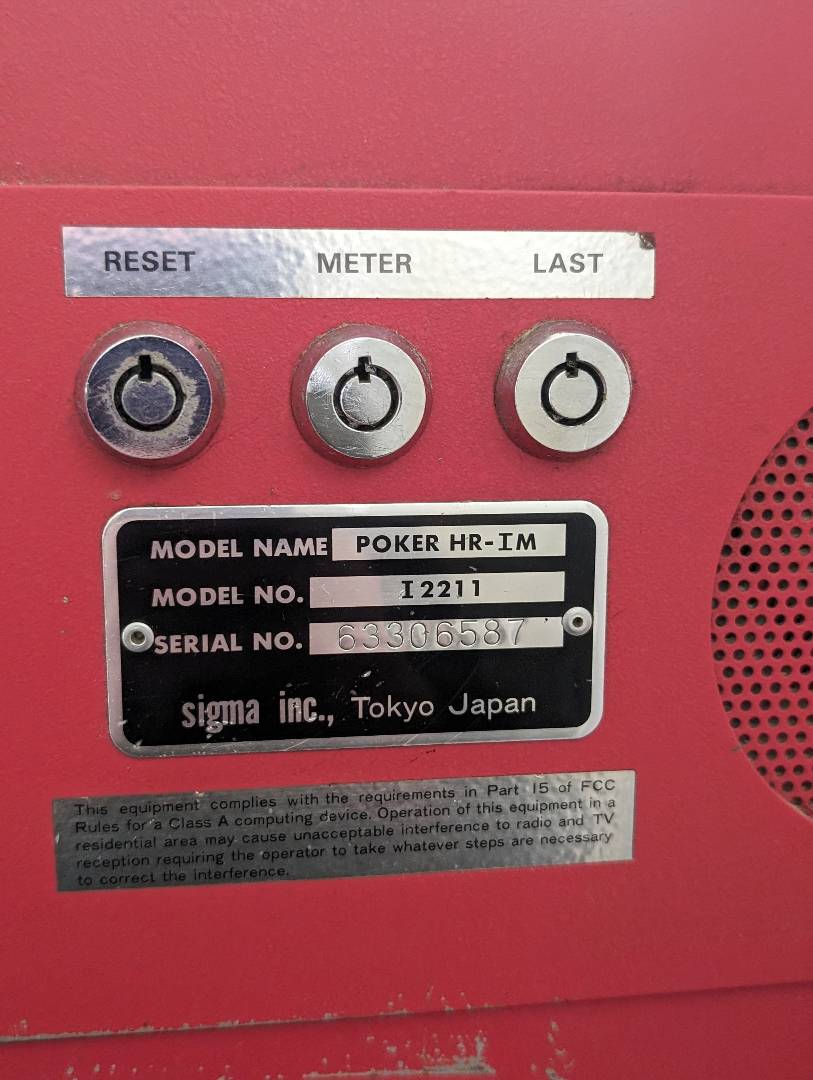 RESET METER LAST
MODEL NAME POKER HR-IM
MODEL NO. I2211
SERIAL NO. 63306587
sigma inc., Tokyo Japan
This equipment complies with the requirements in Part 15 of FCC
Rules for a Class A computing device. Operation of this equipment in a
residential area may cause unacceptable interference to radio and TV
reception requiring the operator to take whatever steps are necessary
to correct the interference.